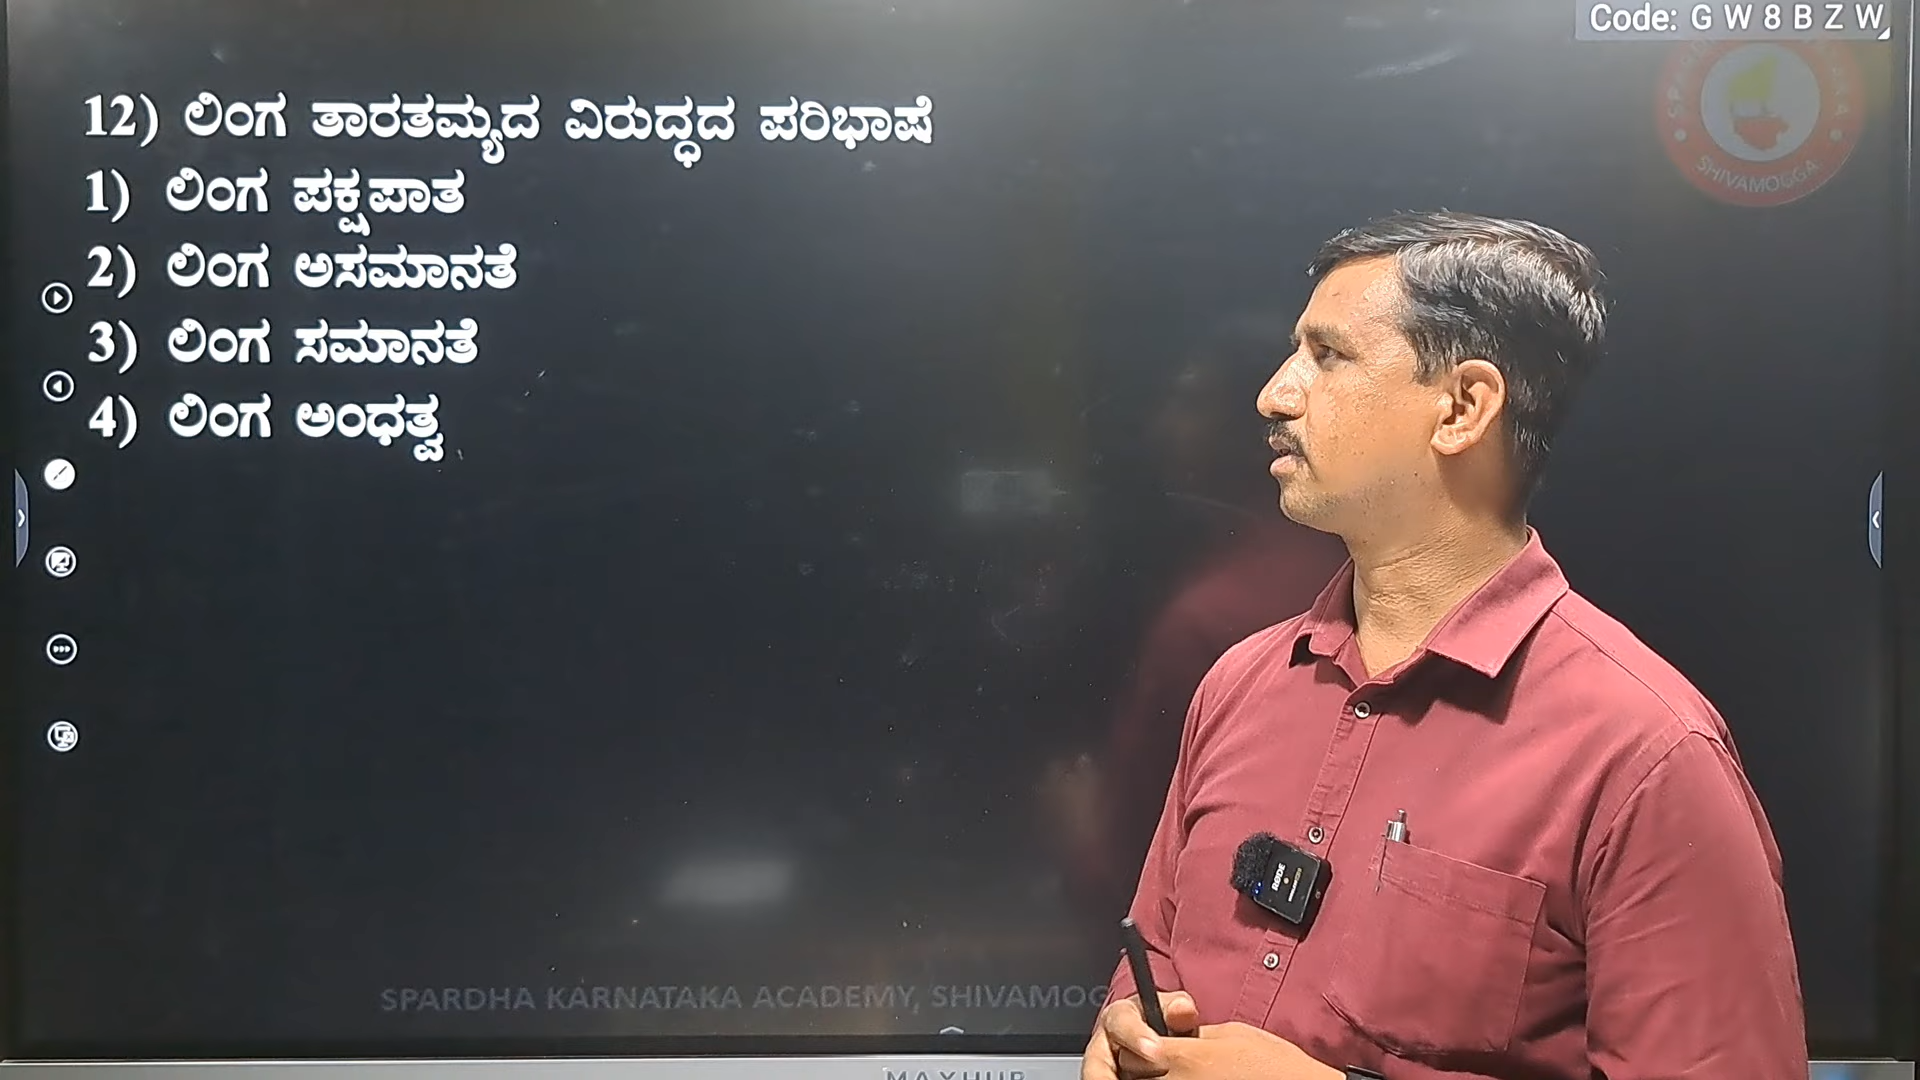 Code: G W 8 B Z W
12) ಲಿಂಗ ತಾರತಮ್ಯದ ವಿರುದ್ಧದ ಪರಿಭಾಷೆ
1) ಲಿಂಗ ಪಕ್ಷಪಾತ
2) ಲಿಂಗ ಅಸಮಾನತೆ
3) ಲಿಂಗ ಸಮಾನತೆ
4) ಲಿಂಗ ಅಂಧತ್ವ
SHIVAMOGGA
RØDE
SPARDHA KARNATAKA ACADEMY, SHIVAMOG